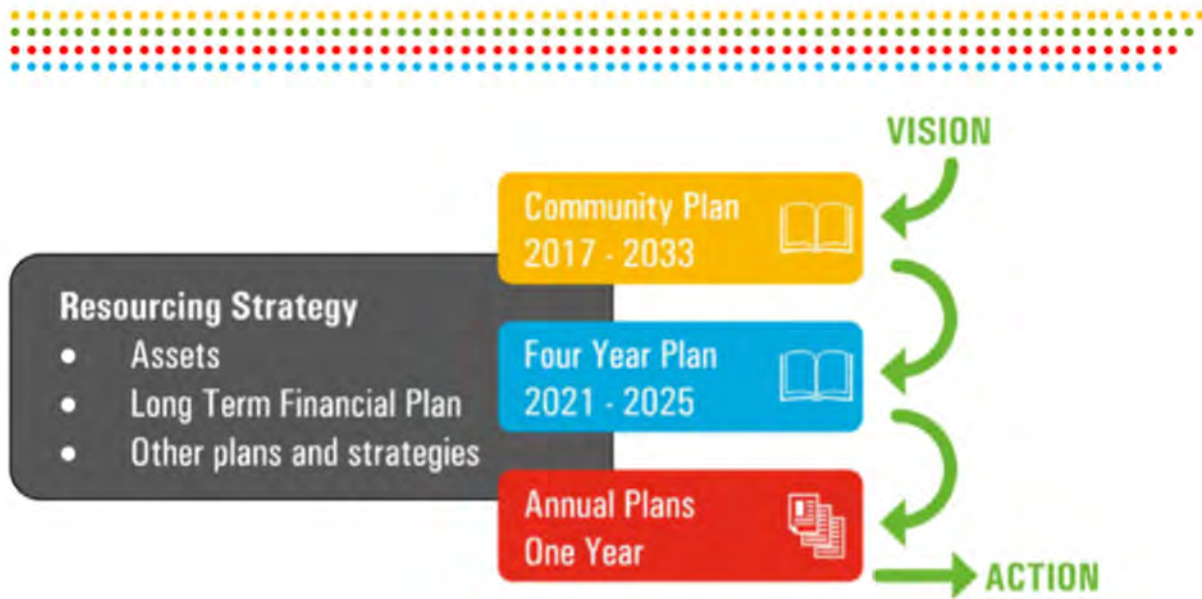 VISION
Community Plan
2017 - 2033
Resourcing Strategy
• Assets
• Long Term Financial Plan
• Other plans and strategies
Four Year Plan
2021 - 2025
Annual Plans
One Year
ACTION